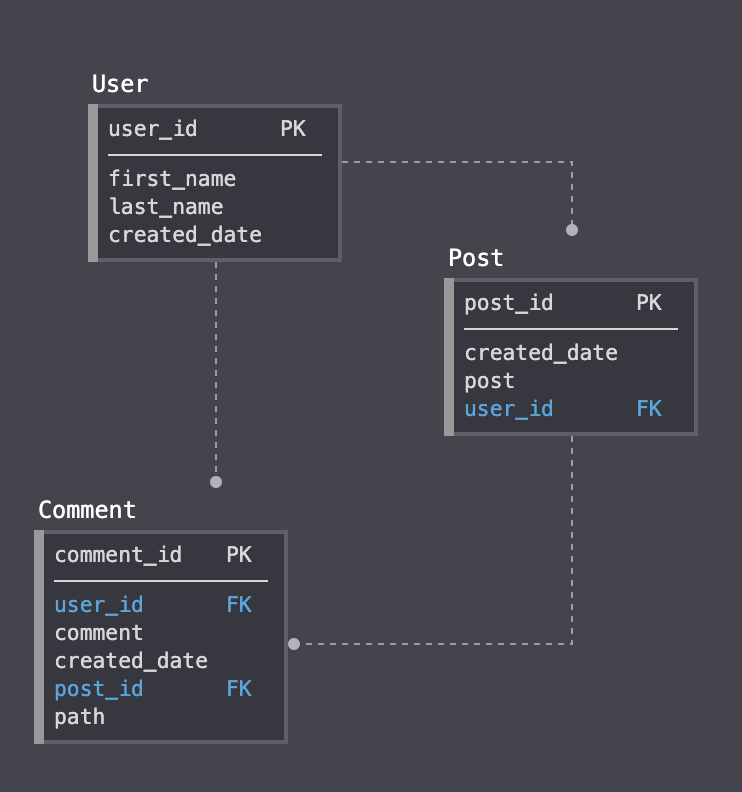 User
user_id PK
first_name
last_name
created_date
Post
post_id PK
created_date
post
user_id FK
Comment
comment_id PK
user_id FK
comment
created_date
post_id FK
path